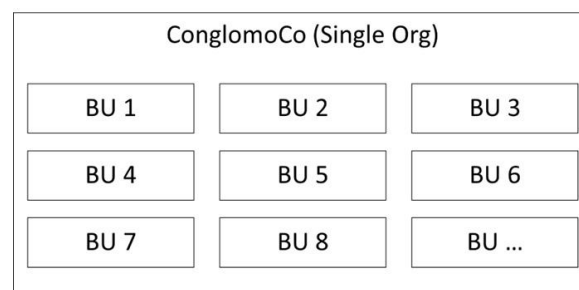 ConglomoCo (Single Org)
BU 1 BU 2 BU 3
BU 4 BU 5 BU 6
BU 7 BU 8 BU ...